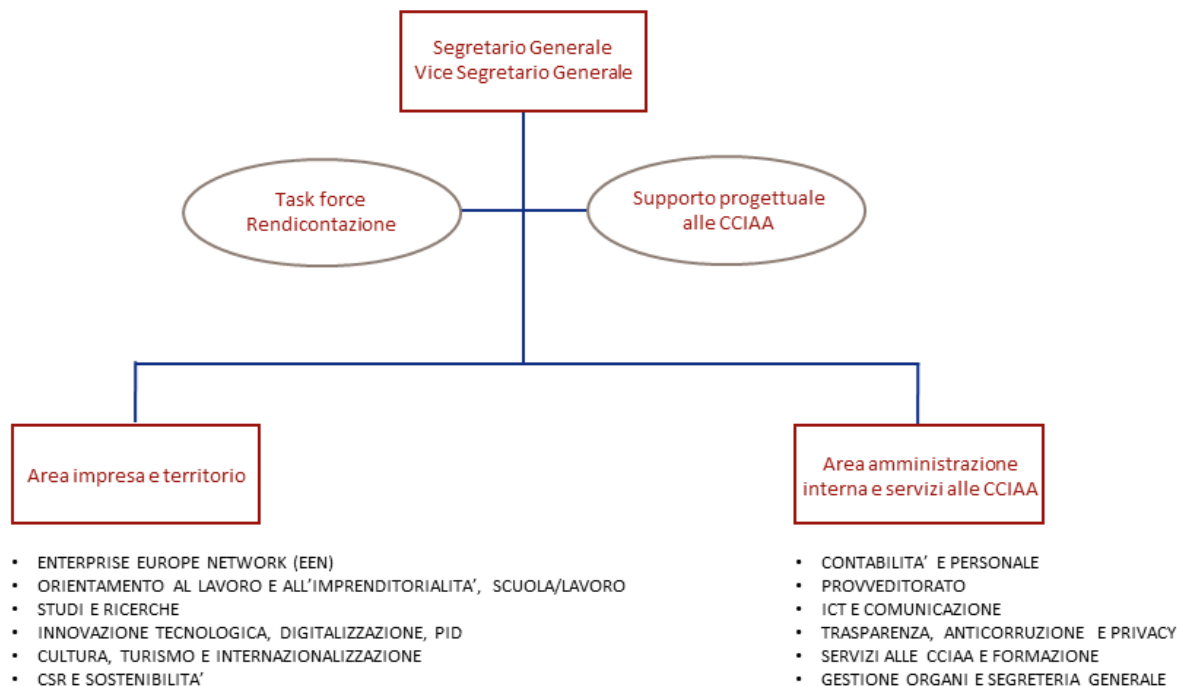 Segretario Generale
Vice Segretario Generale
Task force
Rendicontazione
Supporto progettuale
alle CCIAA
Area impresa e territorio
Area amministrazione
interna e servizi alle CCIAA
• ENTERPRISE EUROPE NETWORK (EEN)
• ORIENTAMENTO AL LAVORO E ALL'IMPRENDITORIALITA', SCUOLA/LAVORO
• STUDI E RICERCHE
• INNOVAZIONE TECNOLOGICA, DIGITALIZZAZIONE, PID
• CULTURA, TURISMO E INTERNAZIONALIZZAZIONE
• CSR E SOSTENIBILITA'
• CONTABILITA' E PERSONALE
• PROVVEDITORATO
• ICT E COMUNICAZIONE
• TRASPARENZA, ANTICORRUZIONE E PRIVACY
• SERVIZI ALLE CCIAA E FORMAZIONE
• GESTIONE ORGANI E SEGRETERIA GENERALE